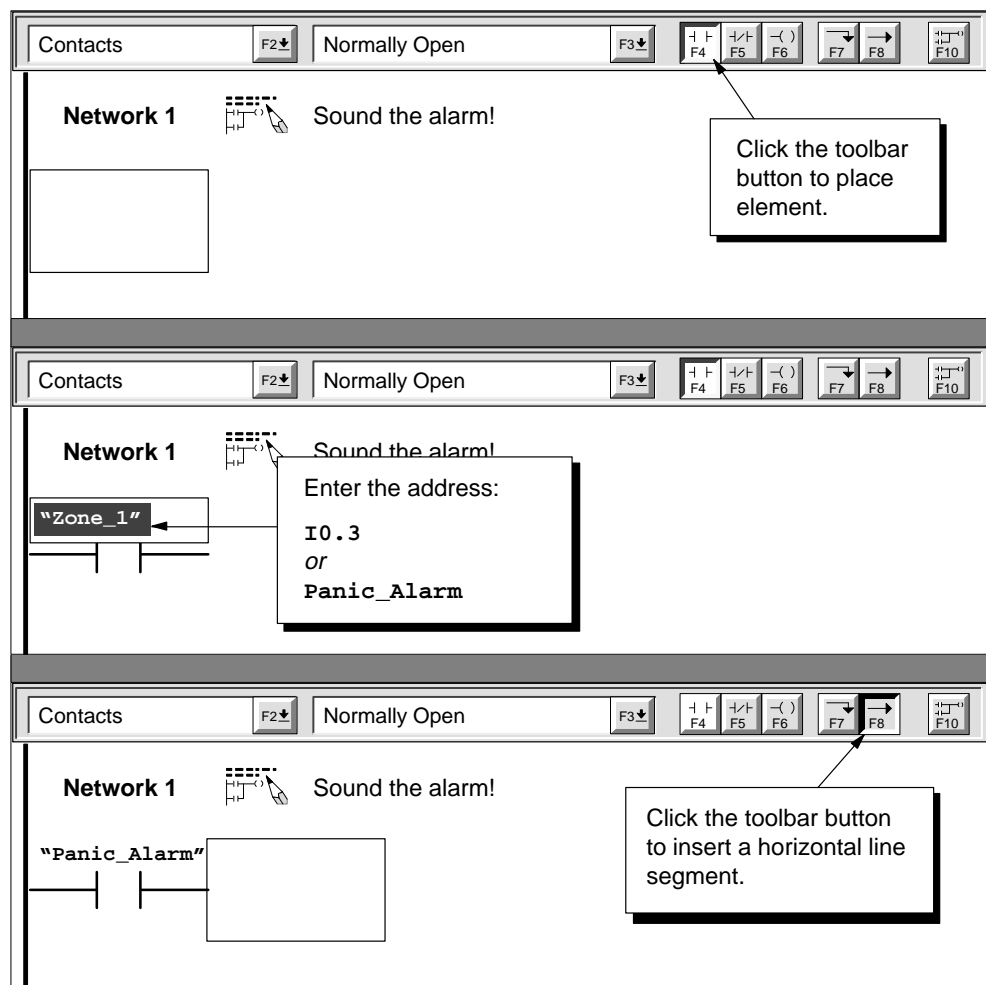 Contacts F2 Normally Open F3 F4 F5 F6 F7 F8 F10
Network 1 Sound the alarm!
Click the toolbar
button to place
element.
Contacts F2 Normally Open F3 F4 F5 F6 F7 F8 F10
Network 1 Sound the alarm!
Enter the address:
"Zone_1"
I0.3
or
Panic_Alarm
Contacts F2 Normally Open F3 F4 F5 F6 F7 F8 F10
Network 1 Sound the alarm!
Click the toolbar button
to insert a horizontal line
segment.
"Panic_Alarm"